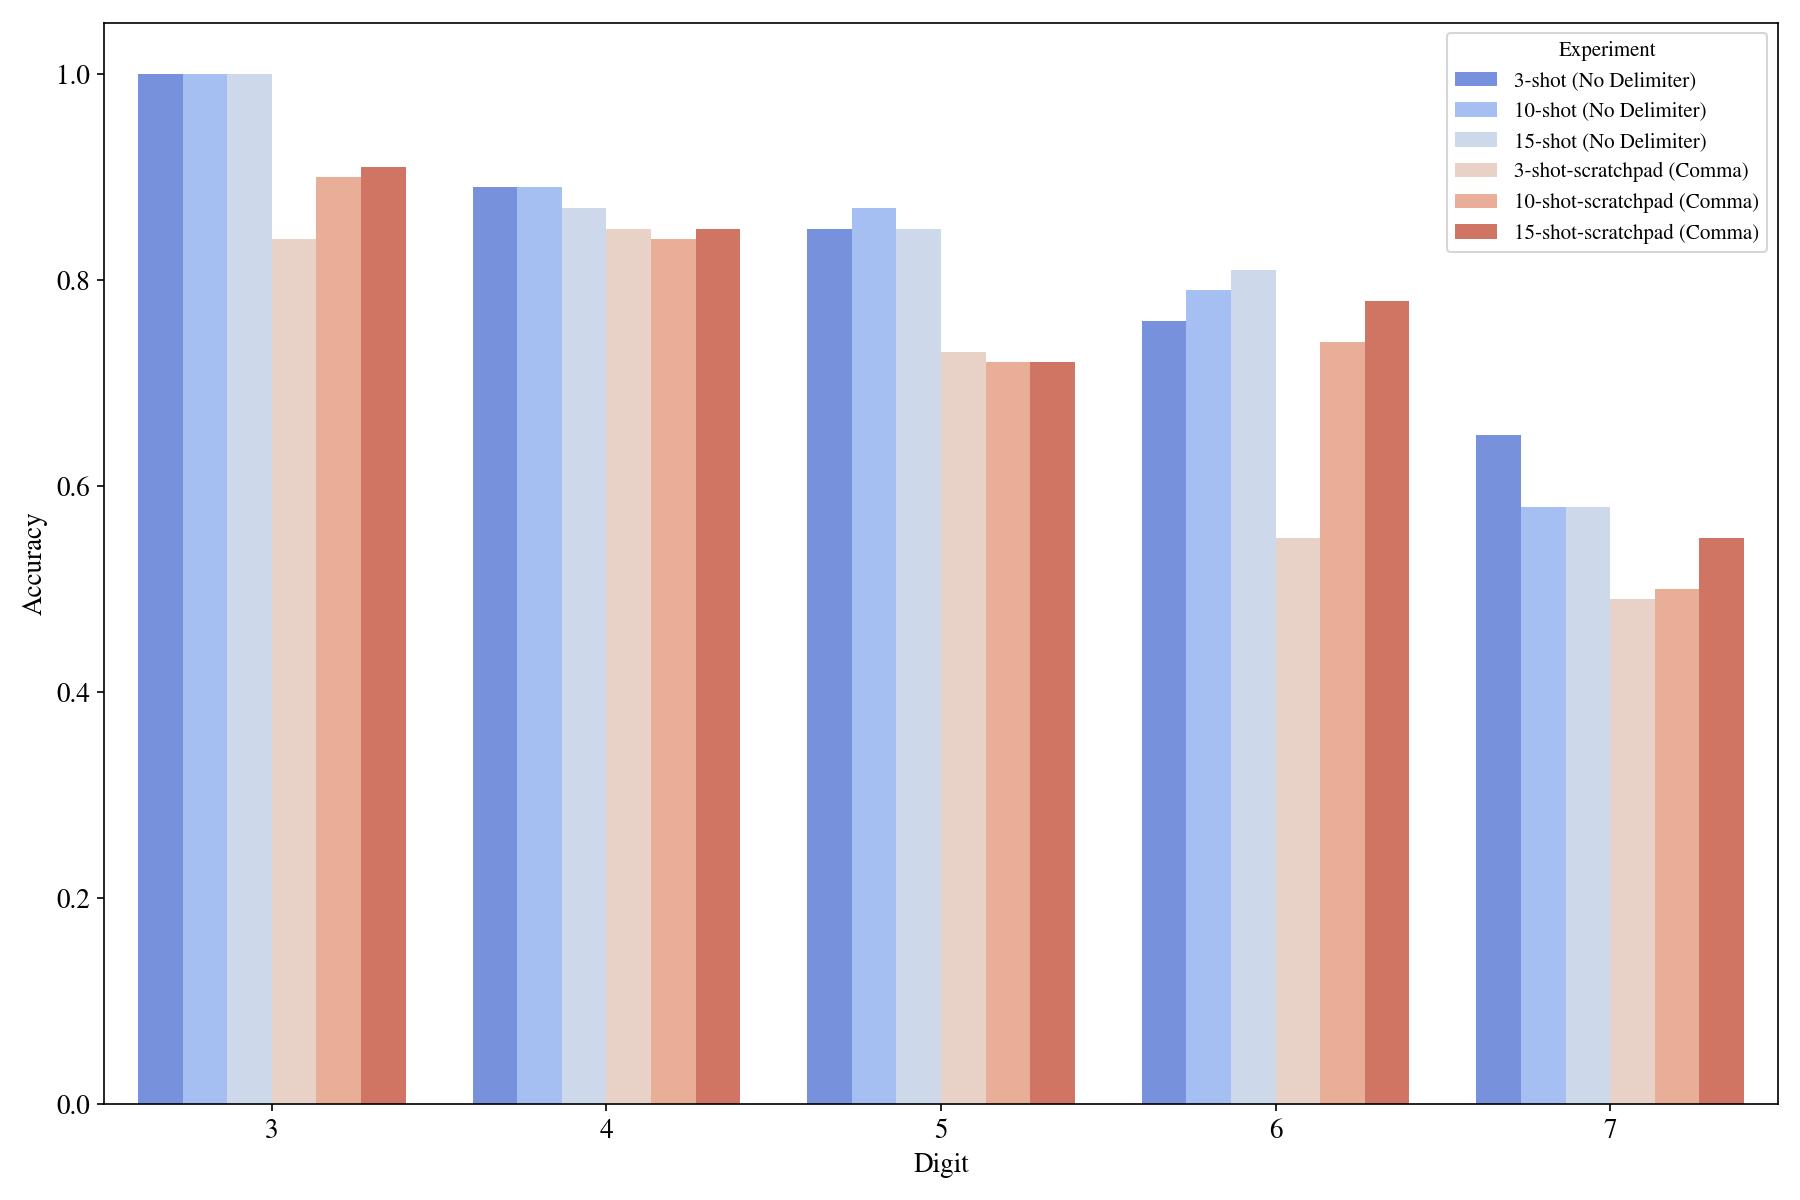 Experiment
3-shot (No Delimiter)
10-shot (No Delimiter)
15-shot (No Delimiter)
3-shot-scratchpad (Comma)
10-shot-scratchpad (Comma)
15-shot-scratchpad (Comma)
1.0
0.8
0.6
0.4
0.2
0.0
Accuracy
3 4 5 6 7
Digit